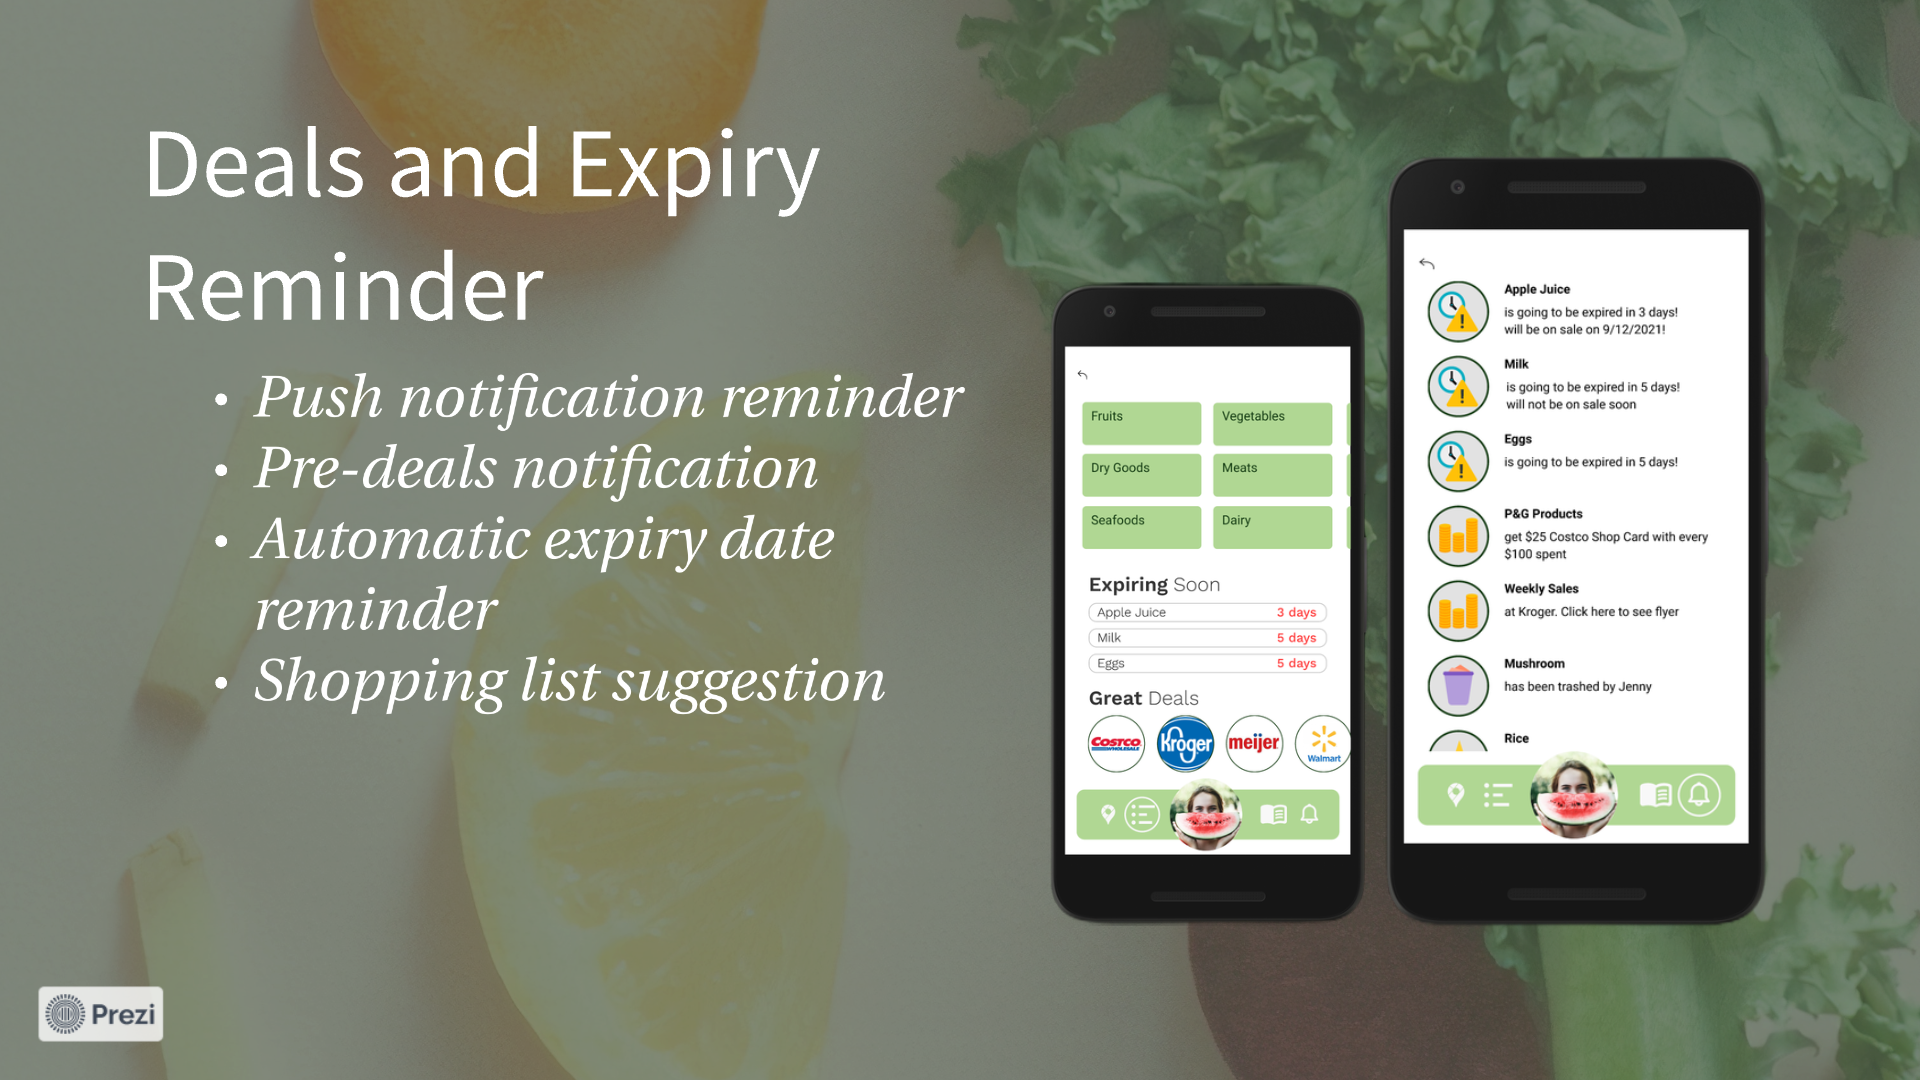 Deals and Expiry
Reminder
• Push notification reminder
• Pre-deals notification
• Automatic expiry date
reminder
• Shopping list suggestion
Fruits
Vegetables
Dry Goods
Meats
Seafoods
Dairy
Expiring Soon
Apple Juice 3 days
Milk 5 days
Eggs 5 days
Great Deals
COSTCO
WHOLESALE
Kroger
meijer
Walmart
Apple Juice
is going to be expired in 3 days!
will be on sale on 9/12/2021!
Milk
is going to be expired in 5 days!
will not be on sale soon
Eggs
is going to be expired in 5 days!
P&G Products
get $25 Costco Shop Card with every
$100 spent
Weekly Sales
at Kroger. Click here to see flyer
Mushroom
has been trashed by Jenny
Rice
Prezi